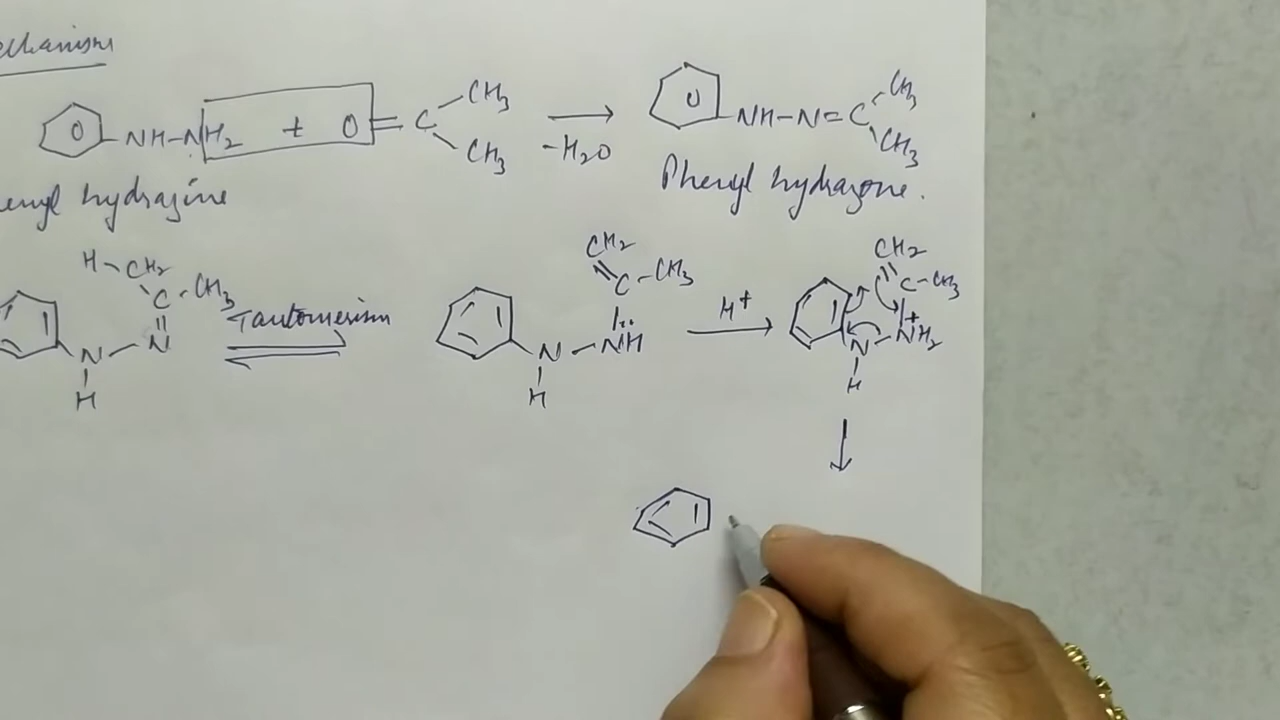 echanism
NH-NH2 + O=C CH3 CH3 → -H2O NH-N=C CH3 CH3
enyl hydrazine
Phenyl hydrazone.
H-CH2 C-CH3 N N H
Tautomerism
CH2 C-CH3 NH N H
H+
CH2 C-CH3 +NH2 N H